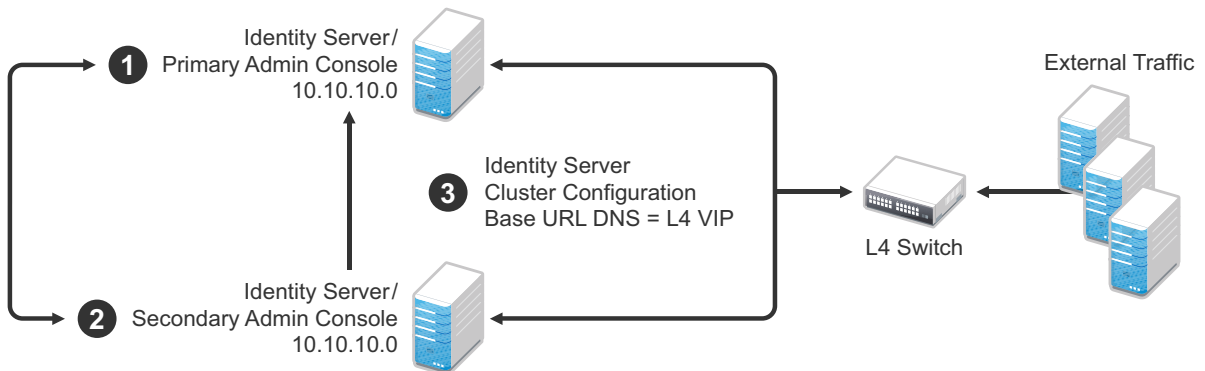 1
Identity Server/
Primary Admin Console
10.10.10.0
External Traffic
3
Identity Server
Cluster Configuration
Base URL DNS = L4 VIP
L4 Switch
2
Identity Server/
Secondary Admin Console
10.10.10.0